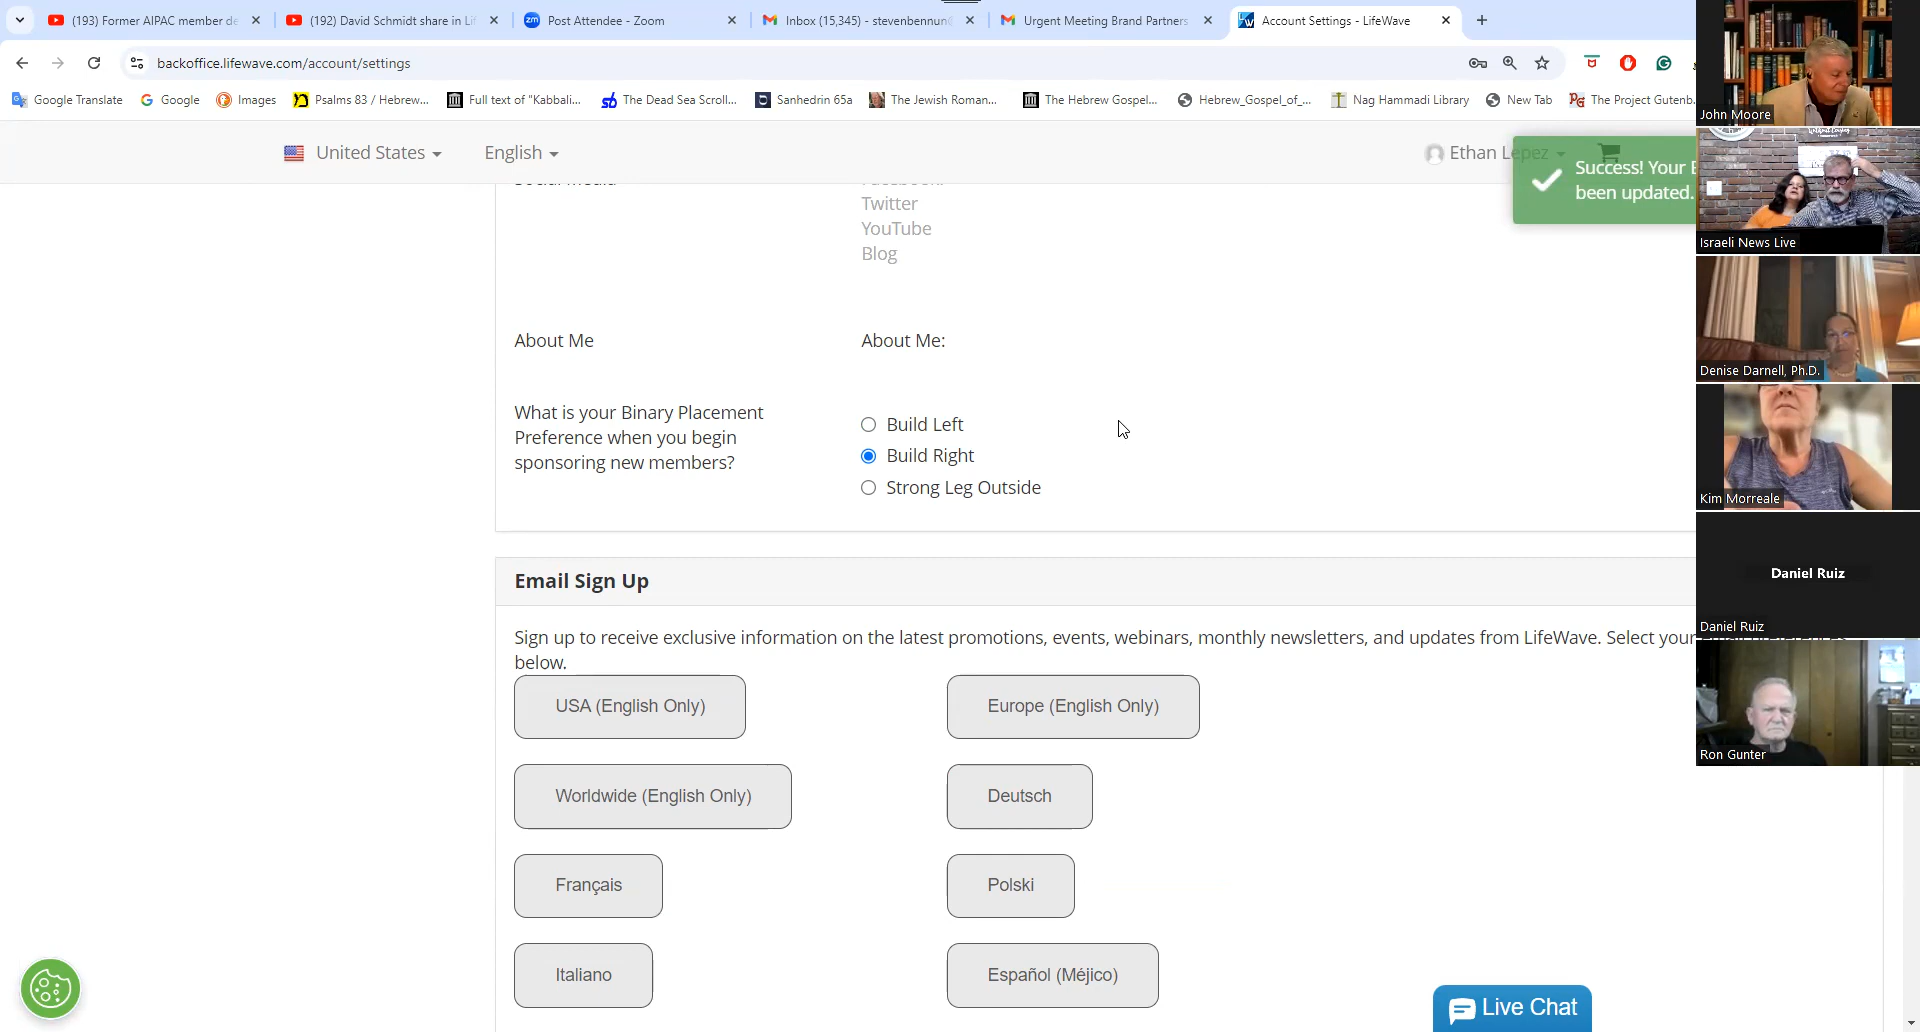 (193) Former AIPAC member de
(192) David Schmidt share in Li
Post Attendee - Zoom
Inbox (15,345) - stevenbennun
Urgent Meeting Brand Partners
Account Settings - LifeWave
backoffice.lifewave.com/account/settings
Google Translate
Google
Images
Psalms 83 / Hebrew...
Full text of "Kabbali...
The Dead Sea Scroll...
Sanhedrin 65a
The Jewish Roman...
The Hebrew Gospel...
Hebrew_Gospel_of_...
Nag Hammadi Library
New Tab
The Project Gutenb.
United States
English
Ethan Lepez
Success! Your E
been updated.
Twitter
YouTube
Blog
About Me
About Me:
What is your Binary Placement
Preference when you begin
sponsoring new members?
Build Left
Build Right
Strong Leg Outside
Email Sign Up
Sign up to receive exclusive information on the latest promotions, events, webinars, monthly newsletters, and updates from LifeWave. Select your
below.
USA (English Only)
Europe (English Only)
Worldwide (English Only)
Deutsch
Français
Polski
Italiano
Español (Méjico)
Live Chat
John Moore
Israeli News Live
Denise Darnell, Ph.D.
Kim Morreale
Daniel Ruiz
Daniel Ruiz
Ron Gunter